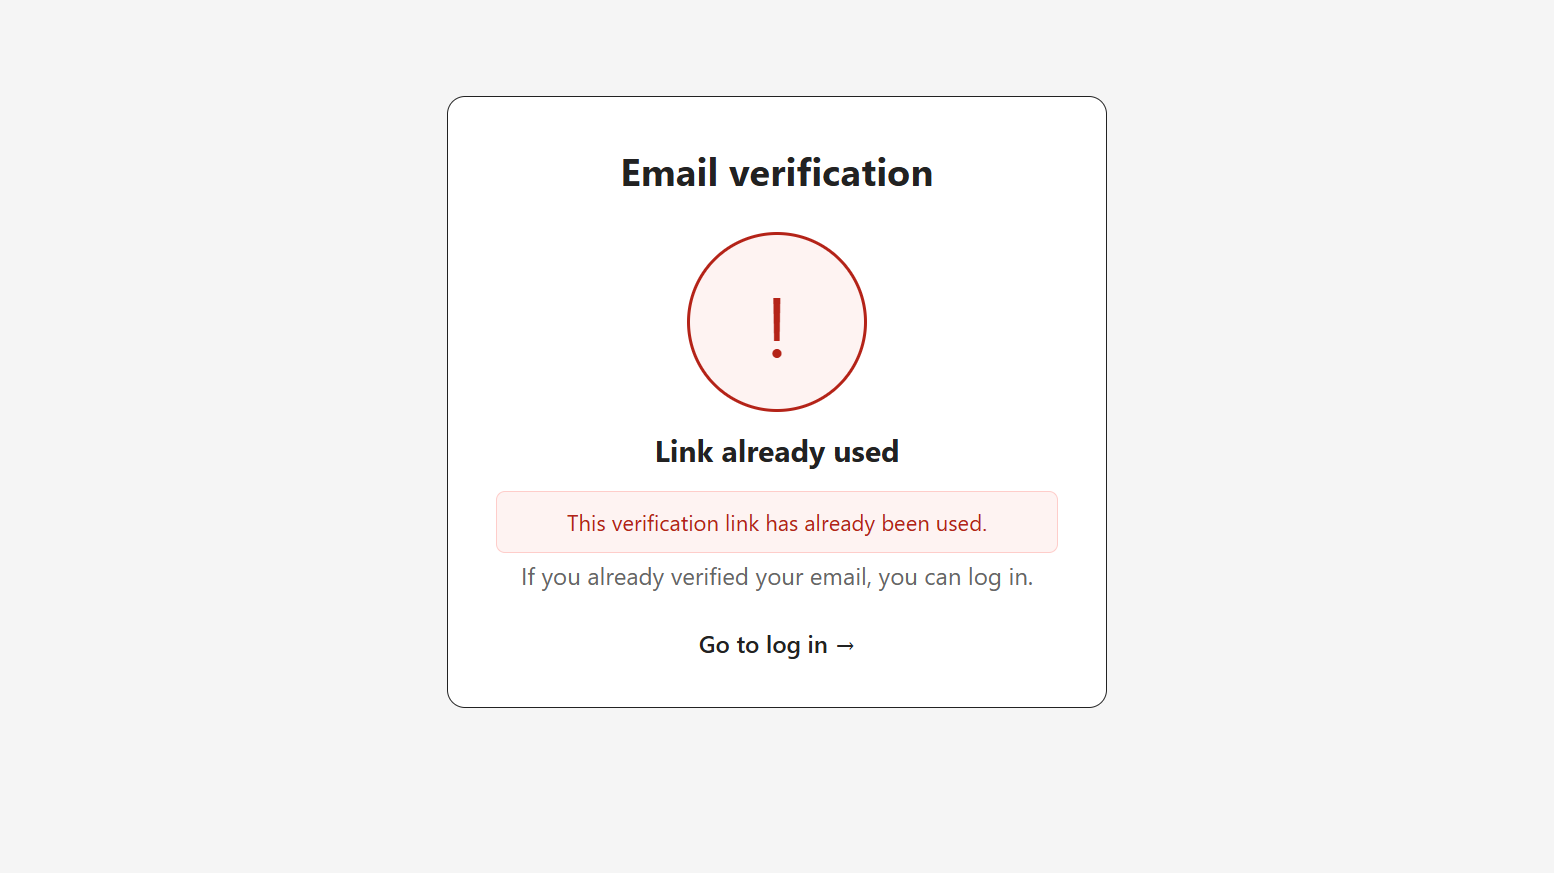 Email verification
!
Link already used
This verification link has already been used.
If you already verified your email, you can log in.
Go to log in →